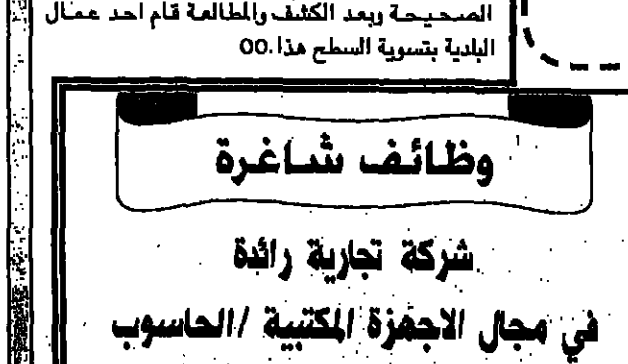 الصحيحة وبعد الكشف والمطالعة قام احد عمال
البلدية بتسوية السطح هذا.oo
وظائف شاغرة
شركة تجارية رائدة
في مجال الاجهزة المكتبية /الحاسوب